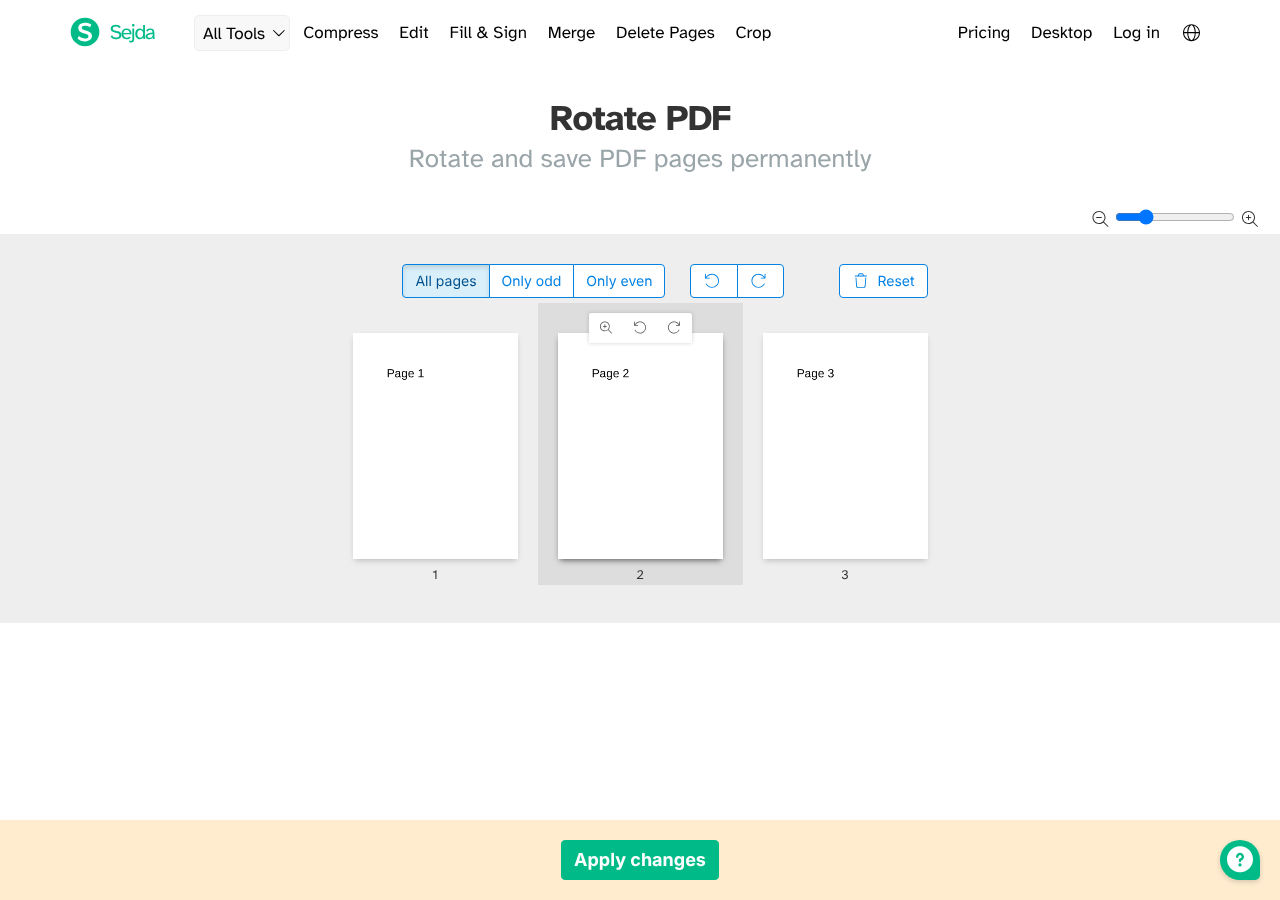 S Sejda All Tools Compress Edit Fill & Sign Merge Delete Pages Crop Pricing Desktop Log in
Rotate PDF
Rotate and save PDF pages permanently
All pages Only odd Only even Reset
Page 1 Page 2 Page 3
1 2 3
Apply changes
?